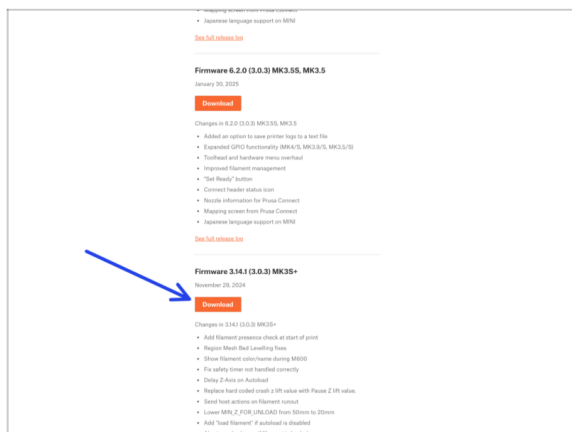 Mapping screen from Prusa Connect
Japanese language support on MINI
See full release log
Firmware 6.2.0 (3.0.3) MK3.5S, MK3.5
January 30, 2025
Download
Changes in 6.2.0 (3.0.3) MK3.5S, MK3.5
Added an option to save printer logs to a text file
Expanded GPIO functionality (MK4/S, MK3.9/S, MK3.5/S)
Toolhead and hardware menu overhaul
Improved filament management
"Set Ready" button
Connect header status icon
Nozzle information for Prusa Connect
Mapping screen from Prusa Connect
Japanese language support on MINI
See full release log
Firmware 3.14.1 (3.0.3) MK3S+
November 28, 2024
Download
Changes in 3.14.1 (3.0.3) MK3S+
Add filament presence check at start of print
Region Mesh Bed Levelling fixes
Show filament color/name during M600
Fix safety timer not handled correctly
Delay Z-Axis on Autoload
Replace hard coded crash z lift value with Pause Z lift value.
Send host actions on filament runout
Lower MIN_Z_FOR_UNLOAD from 50mm to 20mm
Add "load filament" if autoload is disabled